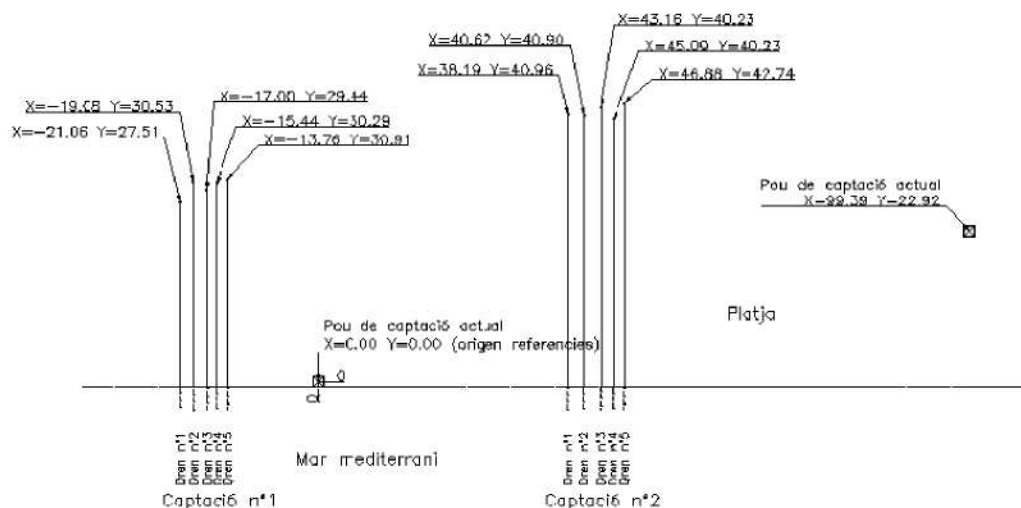 X=43.16 Y=40.23
X=40.62 Y=40.90
X=45.09 Y=40.23
X=38.19 Y=40.96
X=46.88 Y=42.74
X=-17.00 Y=29.44
X=-19.08 Y=30.53
X=-21.06 Y=27.51
X=-15.44 Y=30.29
X=-13.76 Y=30.81
Pou de captació actual
X=99.39 Y=22.92
Platja
Pou de captació actual
X=0.00 Y=0.00 (origen referencies)
0
0
Dren nº1
Dren nº2
Dren nº3
Dren nº4
Dren nº5
Mar mediterrani
Dren nº1
Dren nº2
Dren nº3
Dren nº4
Dren nº5
Captació nº1
Captació nº2